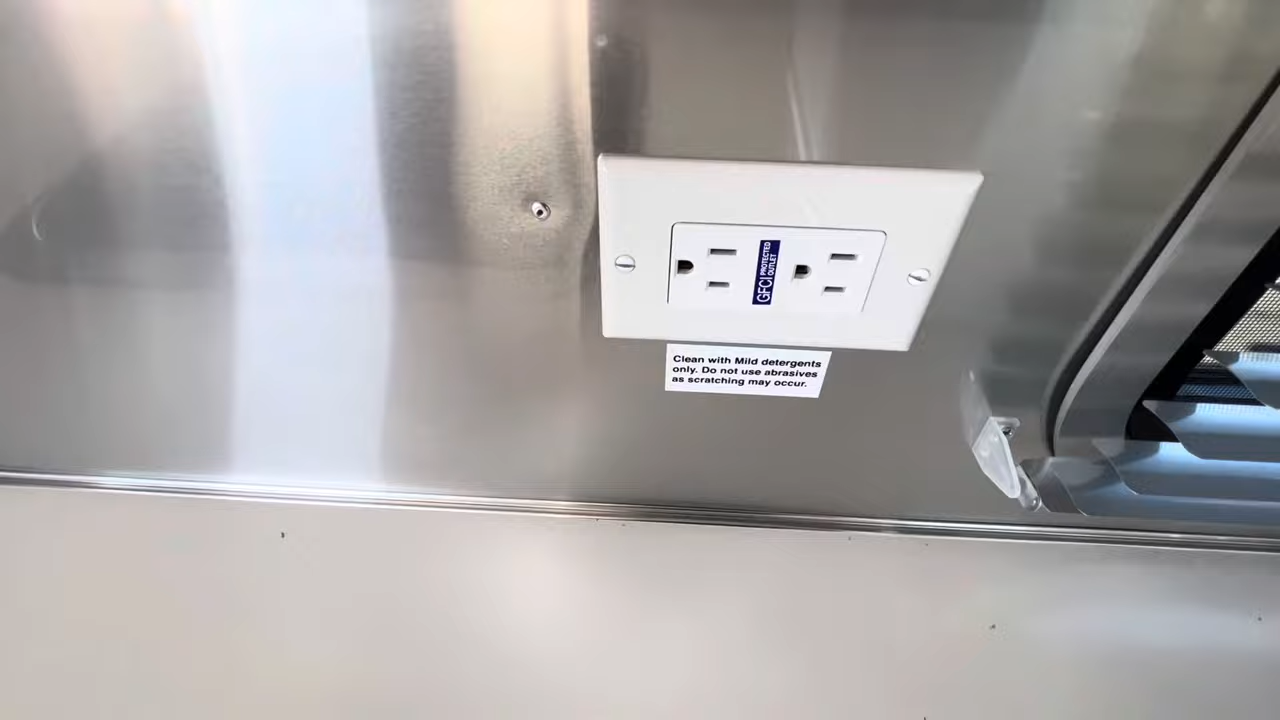 GFCI PROTECTED
OUTLET
Clean with Mild detergents
only. Do not use abrasives
as scratching may occur.